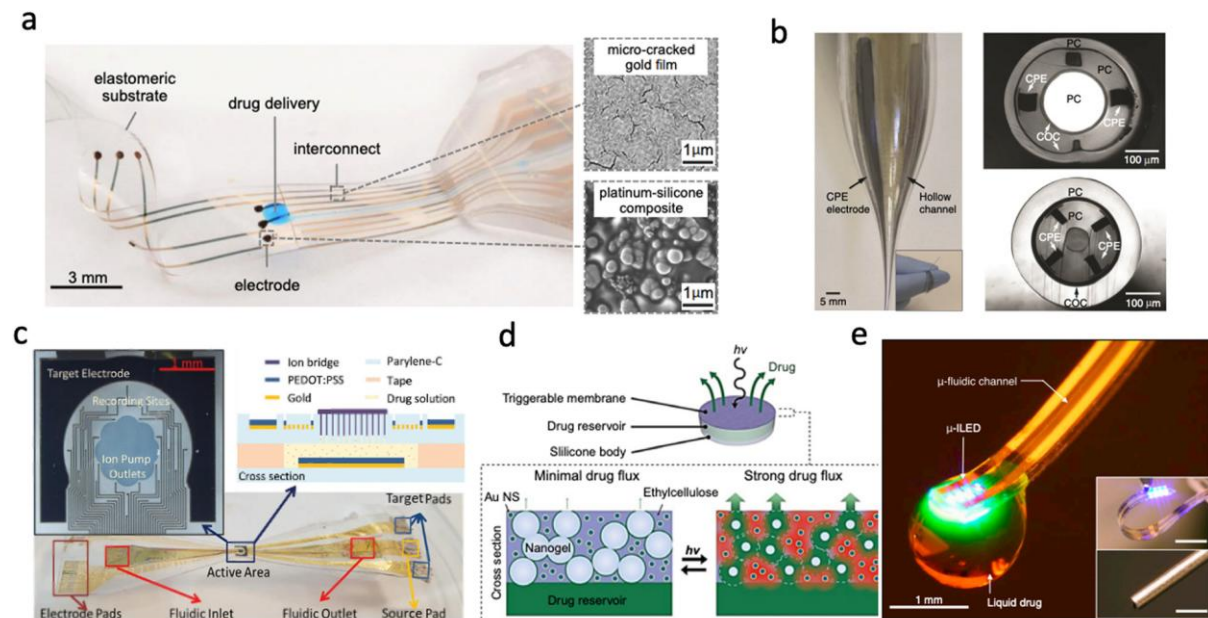 a
elastomeric
substrate
drug delivery
interconnect
electrode
3 mm
micro-cracked
gold film
1μm
platinum-silicone
composite
1μm
b
CPE
electrode
Hollow
channel
5 mm
PC
CPE
PC
PC
CPE
COC
100 μm
PC
PC
CPE
CPE
COC
100 μm
c
Target Electrode
1 mm
Recording Sites
Ion Pump
Outlets
Ion bridge
Parylene-C
PEDOT:PSS
Tape
Gold
Drug solution
Cross section
Target Pads
Active Area
Electrode Pads
Fluidic Inlet
Fluidic Outlet
Source Pad
d
hν
Drug
Triggerable membrane
Drug reservoir
Slilicone body
Minimal drug flux
Strong drug flux
Au NS
Ethylcellulose
Cross section
Nanogel
hν
Drug reservoir
e
μ-fluidic channel
μ-ILED
1 mm
Liquid drug